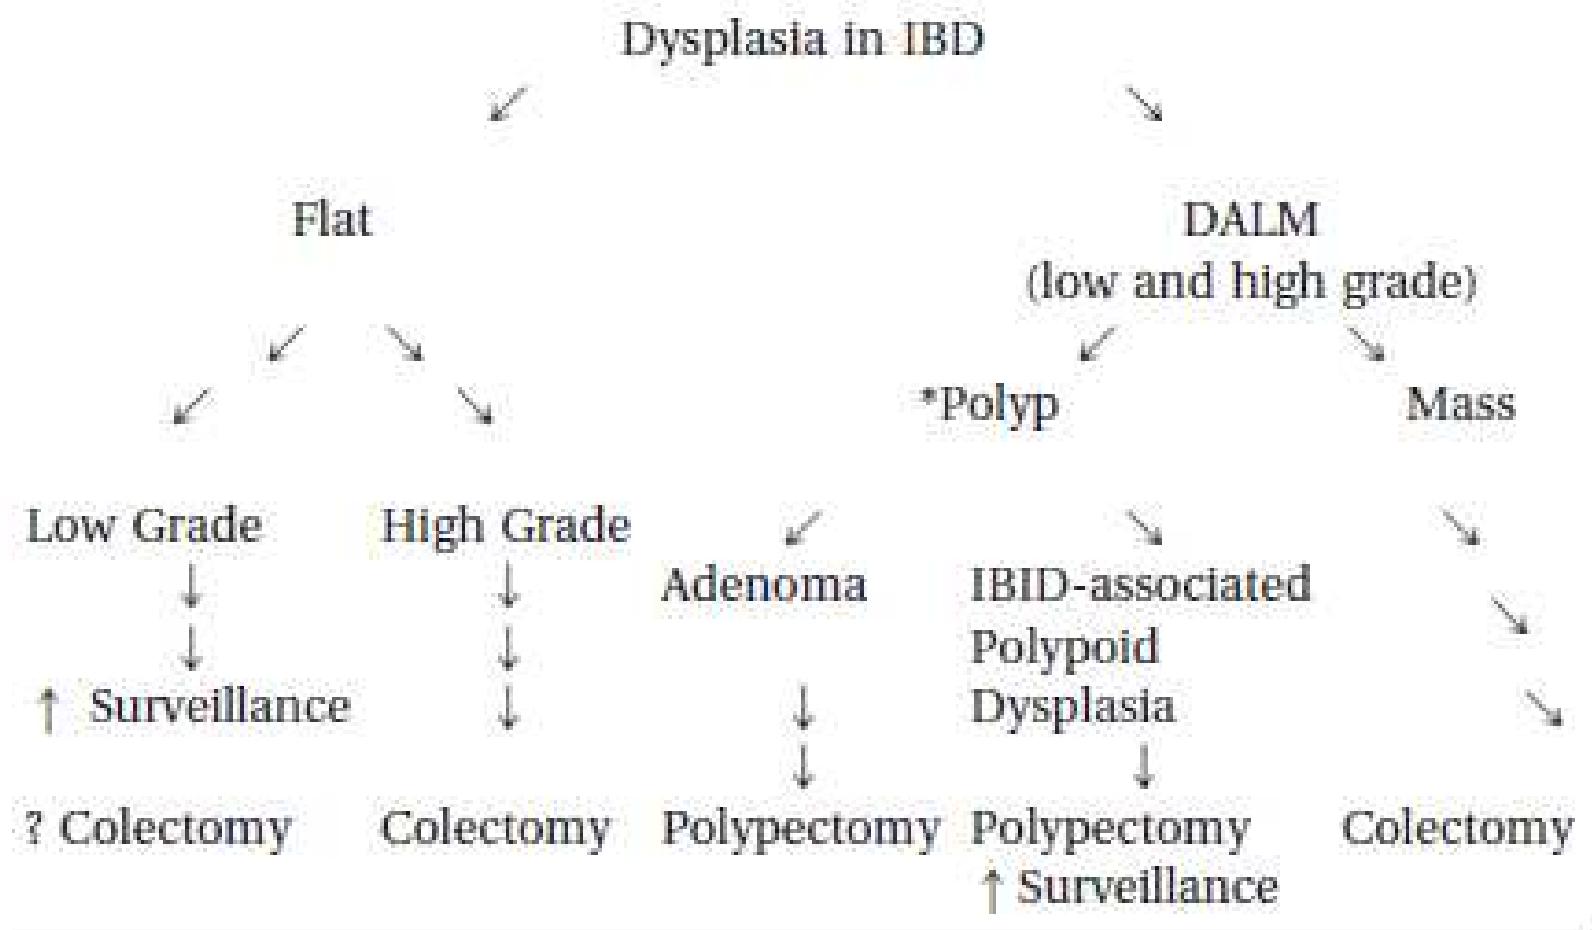 Dysplasia in IBD
Flat
DALM
(low and high grade)
*Polyp
Mass
Low Grade
High Grade
Adenoma
IBID-associated
Polypoid
Dysplasia
↑ Surveillance
? Colectomy
Colectomy
Polypectomy
Polypectomy
↑ Surveillance
Colectomy